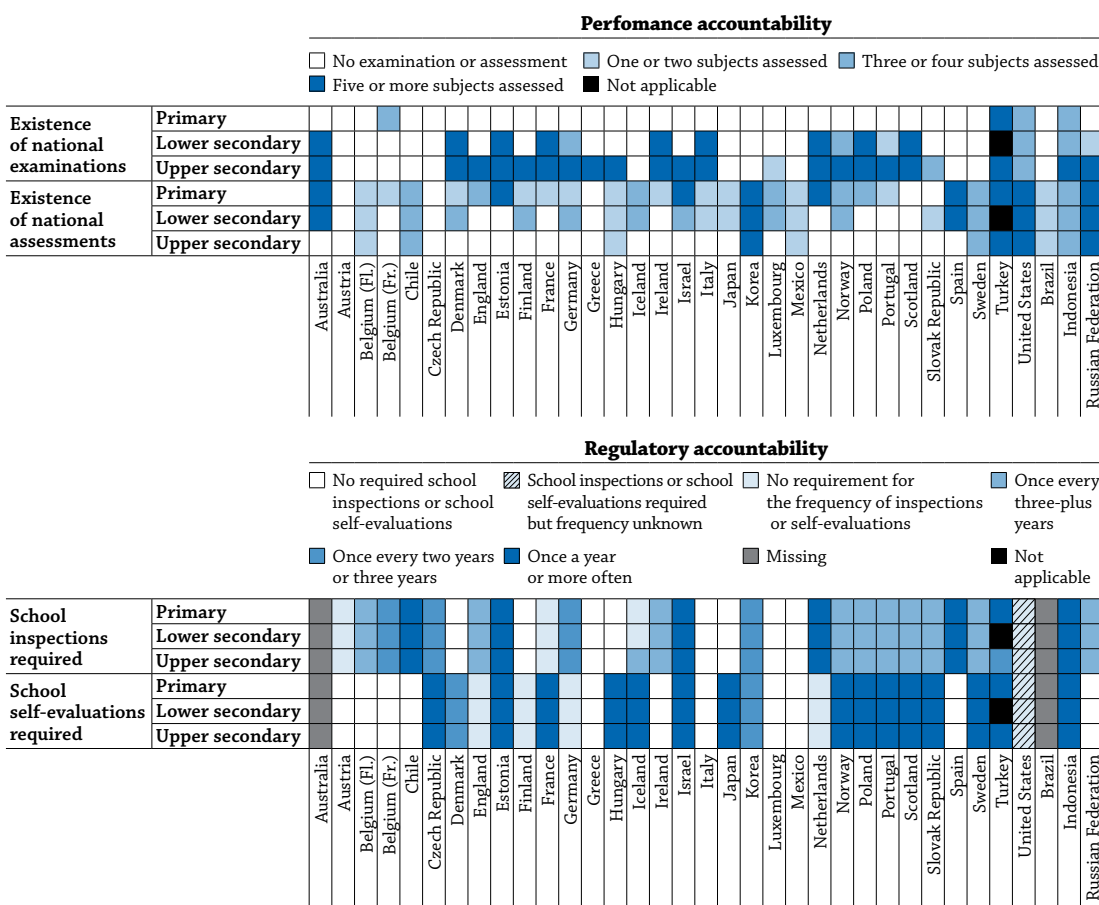 Perfomance accountability
No examination or assessment One or two subjects assessed Three or four subjects assessed
Five or more subjects assessed Not applicable
Existence
of national
examinations
Primary
Lower secondary
Upper secondary
Existence
of national
assessments
Primary
Lower secondary
Upper secondary
Australia
Austria
Belgium (Fl.)
Belgium (Fr.)
Chile
Czech Republic
Denmark
England
Estonia
Finland
France
Germany
Greece
Hungary
Iceland
Ireland
Israel
Italy
Japan
Korea
Luxembourg
Mexico
Netherlands
Norway
Poland
Portugal
Scotland
Slovak Republic
Spain
Sweden
Turkey
United States
Brazil
Indonesia
Russian Federation
Regulatory accountability
No required school
inspections or school
self-evaluations
School inspections or school
self-evaluations required
but frequency unknown
No requirement for
the frequency of inspections
or self-evaluations
Once every
three-plus
years
Once every two years
or three years
Once a year
or more often
Missing
Not
applicable
School
inspections
required
Primary
Lower secondary
Upper secondary
School
self-evaluations
required
Primary
Lower secondary
Upper secondary
Australia
Austria
Belgium (Fl.)
Belgium (Fr.)
Chile
Czech Republic
Denmark
England
Estonia
Finland
France
Germany
Greece
Hungary
Iceland
Ireland
Israel
Italy
Japan
Korea
Luxembourg
Mexico
Netherlands
Norway
Poland
Portugal
Scotland
Slovak Republic
Spain
Sweden
Turkey
United States
Brazil
Indonesia
Russian Federation